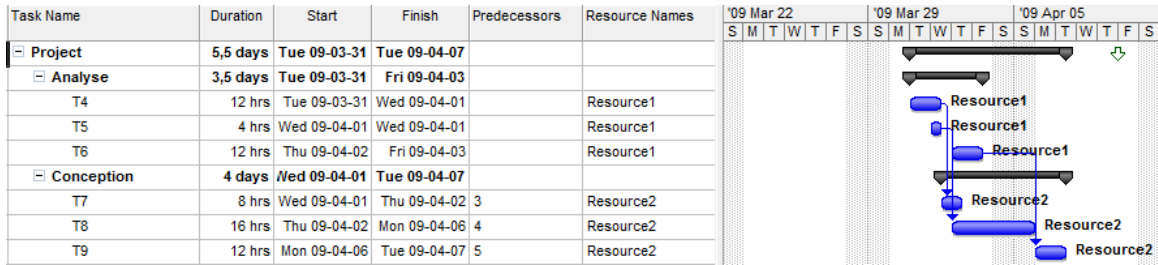 Task Name Duration Start Finish Predecessors Resource Names '09 Mar 22 '09 Mar 29 '09 Apr 05
S M T W T F S S M T W T F S S M T W T F S
Project 5,5 days Tue 09-03-31 Tue 09-04-07
Analyse 3,5 days Tue 09-03-31 Fri 09-04-03
T4 12 hrs Tue 09-03-31 Wed 09-04-01 Resource1 Resource1
T5 4 hrs Wed 09-04-01 Wed 09-04-01 Resource1 Resource1
T6 12 hrs Thu 09-04-02 Fri 09-04-03 Resource1 Resource1
Conception 4 days Wed 09-04-01 Tue 09-04-07
T7 8 hrs Wed 09-04-01 Thu 09-04-02 3 Resource2 Resource2
T8 16 hrs Thu 09-04-02 Mon 09-04-06 4 Resource2 Resource2
T9 12 hrs Mon 09-04-06 Tue 09-04-07 5 Resource2 Resource2